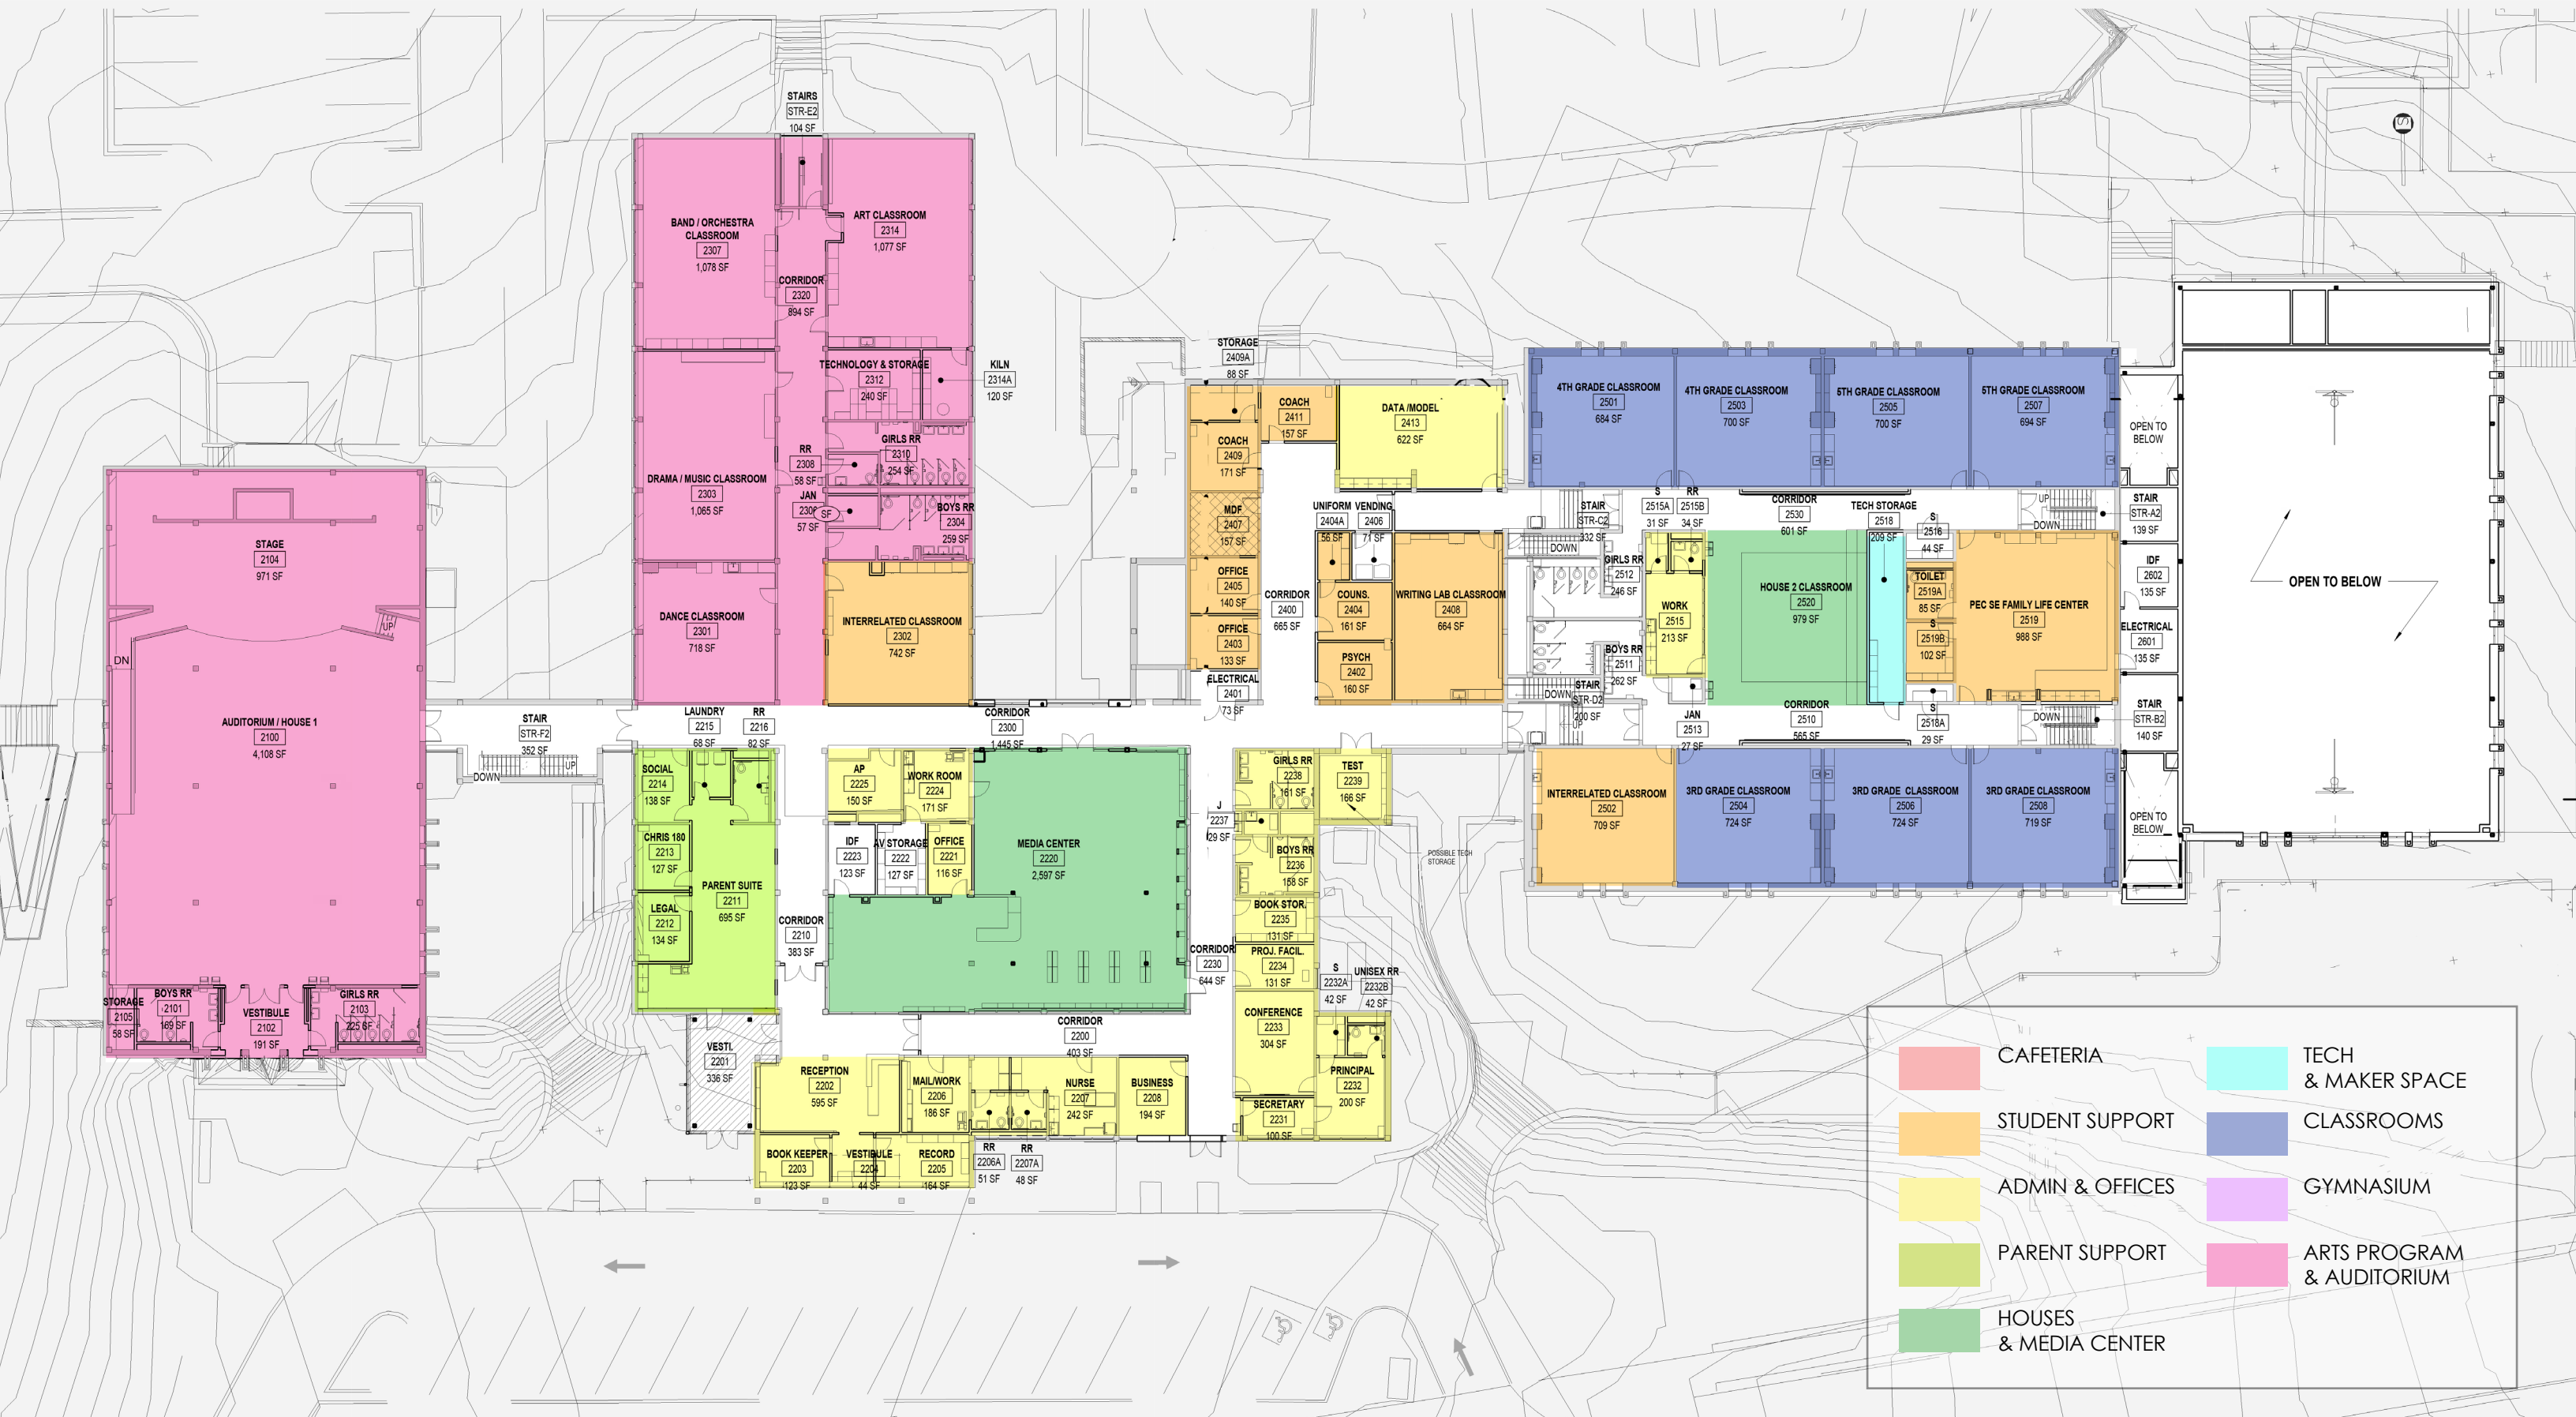 STAIRS
STR-E2
104 SF
BAND / ORCHESTRA
CLASSROOM
2307
1,078 SF
ART CLASSROOM
2314
1,077 SF
CORRIDOR
2320
894 SF
TECHNOLOGY & STORAGE
2312
240 SF
KILN
2314A
120 SF
GIRLS RR
2310
254 SF
RR
2308
58 SF
DRAMA / MUSIC CLASSROOM
2303
1,065 SF
JAN
SF
57 SF
BOYS RR
2304
259 SF
DANCE CLASSROOM
2301
718 SF
INTERRELATED CLASSROOM
2302
742 SF
STAGE
2104
971 SF
UP
DN
AUDITORIUM / HOUSE 1
2100
4,108 SF
STORAGE
2105
58 SF
BOYS RR
2101
169 SF
VESTIBULE
2102
191 SF
GIRLS RR
2103
225 SF
STAIR
STR-F2
352 SF
DOWN
UP
LAUNDRY
2215
68 SF
RR
2216
82 SF
CORRIDOR
2300
1,445 SF
SOCIAL
2214
138 SF
CHRIS 180
2213
127 SF
LEGAL
2212
134 SF
PARENT SUITE
2211
695 SF
CORRIDOR
2210
383 SF
AP
2225
150 SF
WORK ROOM
2224
171 SF
IDF
2223
123 SF
AV STORAGE
2222
127 SF
OFFICE
2221
116 SF
MEDIA CENTER
2220
2,597 SF
VESTI.
2201
336 SF
CORRIDOR
2200
403 SF
RECEPTION
2202
595 SF
MAIL/WORK
2206
186 SF
NURSE
2207
242 SF
BUSINESS
2208
194 SF
BOOK KEEPER
2203
123 SF
VESTIBULE
2204
44 SF
RECORD
2205
164 SF
RR
2206A
51 SF
RR
2207A
48 SF
STORAGE
2409A
88 SF
COACH
2411
157 SF
DATA /MODEL
2413
622 SF
COACH
2409
171 SF
MDF
2407
157 SF
OFFICE
2405
140 SF
OFFICE
2403
133 SF
ELECTRICAL
2401
73 SF
CORRIDOR
2400
665 SF
UNIFORM
2404A
56 SF
VENDING
2406
71 SF
COUNS.
2404
161 SF
PSYCH
2402
160 SF
WRITING LAB CLASSROOM
2408
664 SF
GIRLS RR
2238
161 SF
TEST
2239
166 SF
J
2237
29 SF
BOYS RR
2236
158 SF
POSSIBLE TECH
STORAGE
BOOK STOR.
2235
131 SF
CORRIDOR
2230
644 SF
PROJ. FACIL.
2234
131 SF
S
2232A
42 SF
UNISEX RR
2232B
42 SF
CONFERENCE
2233
304 SF
PRINCIPAL
2232
200 SF
SECRETARY
2231
100 SF
4TH GRADE CLASSROOM
2501
684 SF
4TH GRADE CLASSROOM
2503
700 SF
5TH GRADE CLASSROOM
2505
700 SF
5TH GRADE CLASSROOM
2507
694 SF
STAIR
STR-C2
332 SF
DOWN
S
2515A
31 SF
RR
2515B
34 SF
CORRIDOR
2530
601 SF
TECH STORAGE
2518
209 SF
S
2516
44 SF
UP
DOWN
GIRLS RR
2512
246 SF
WORK
2515
213 SF
HOUSE 2 CLASSROOM
2520
979 SF
TOILET
2519A
85 SF
S
2519B
102 SF
PEC SE FAMILY LIFE CENTER
2519
988 SF
BOYS RR
2511
262 SF
DOWN
STAIR
STR-D2
200 SF
UP
JAN
2513
27 SF
CORRIDOR
2510
565 SF
S
2518A
29 SF
DOWN
INTERRELATED CLASSROOM
2502
709 SF
3RD GRADE CLASSROOM
2504
724 SF
3RD GRADE CLASSROOM
2506
724 SF
3RD GRADE CLASSROOM
2508
719 SF
OPEN TO
BELOW
STAIR
STR-A2
139 SF
IDF
2602
135 SF
ELECTRICAL
2601
135 SF
STAIR
STR-B2
140 SF
OPEN TO
BELOW
OPEN TO BELOW
CAFETERIA
STUDENT SUPPORT
ADMIN & OFFICES
PARENT SUPPORT
HOUSES
& MEDIA CENTER
TECH
& MAKER SPACE
CLASSROOMS
GYMNASIUM
ARTS PROGRAM
& AUDITORIUM